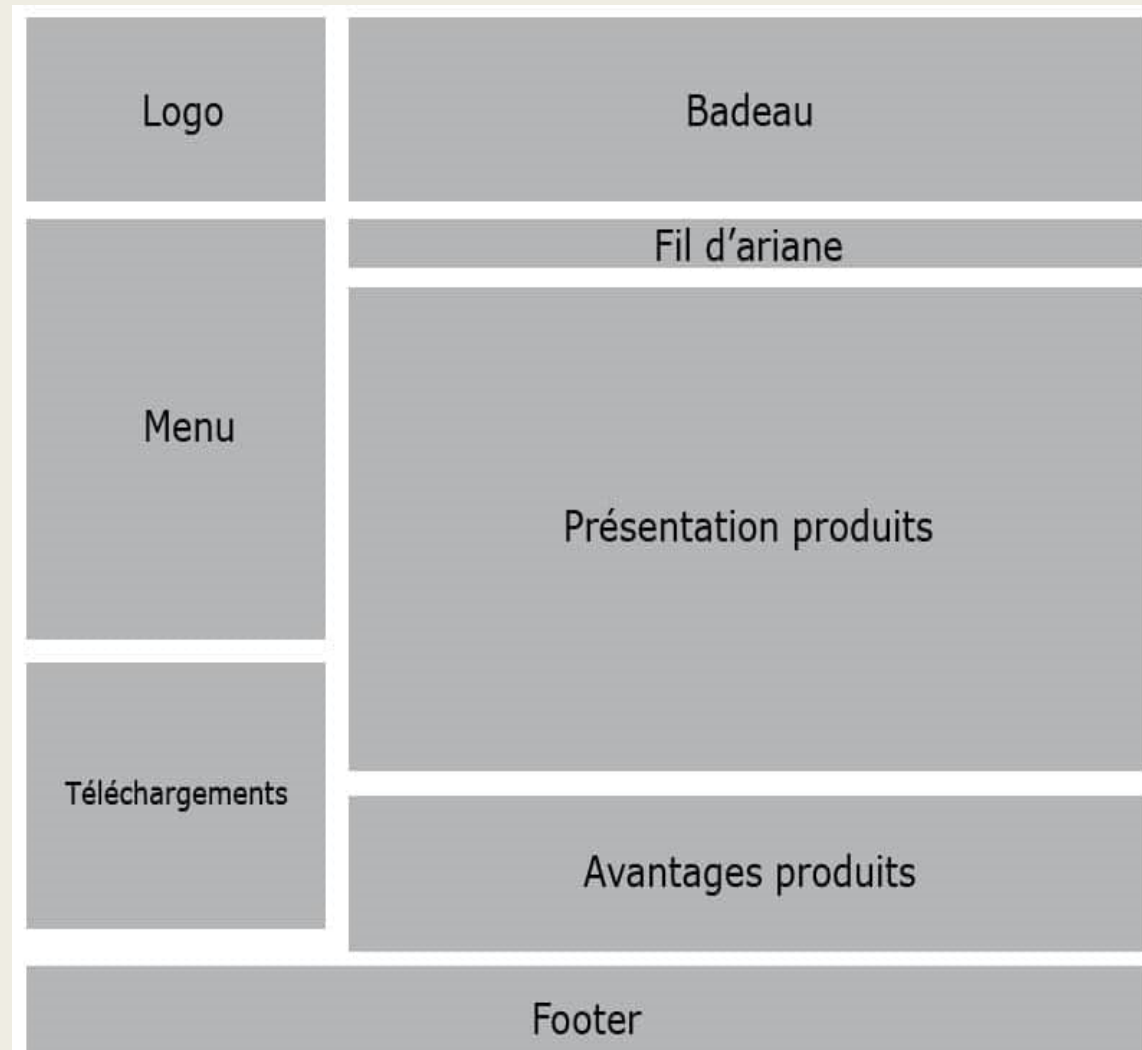 Logo
Badeau
Menu
Fil d’ariane
Présentation produits
Téléchargements
Avantages produits
Footer